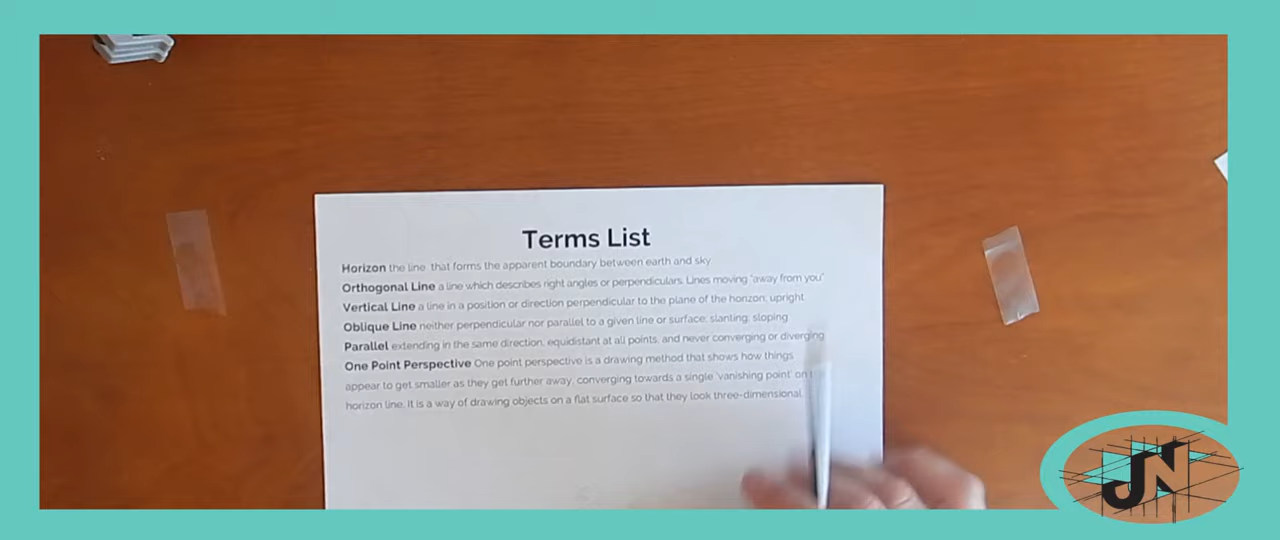 Terms List
Horizon the line that forms the apparent boundary between earth and sky.
Orthogonal Line a line which describes right angles or perpendiculars. Lines moving "away from you"
Vertical Line a line in a position or direction perpendicular to the plane of the horizon; upright.
Oblique Line neither perpendicular nor parallel to a given line or surface; slanting; sloping
Parallel extending in the same direction, equidistant at all points, and never converging or diverging
One Point Perspective One point perspective is a drawing method that shows how things
appear to get smaller as they get further away, converging towards a single 'vanishing point' on
horizon line. It is a way of drawing objects on a flat surface so that they look three-dimensional.
JN